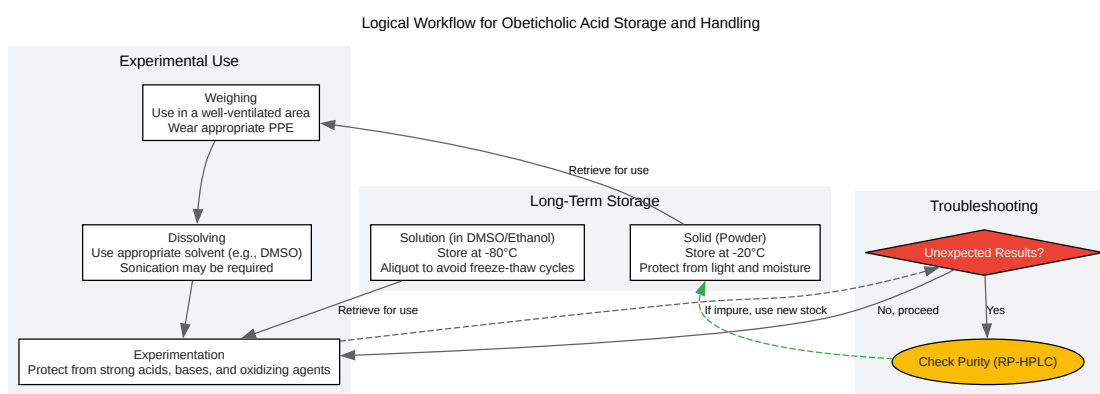 Logical Workflow for Obeticholic Acid Storage and Handling
Experimental Use
Weighing
Use in a well-ventilated area
Wear appropriate PPE
Retrieve for use
Long-Term Storage
Troubleshooting
Dissolving
Use appropriate solvent (e.g., DMSO)
Sonication may be required
Solution (in DMSO/Ethanol)
Store at -80°C
Aliquot to avoid freeze-thaw cycles
Solid (Powder)
Store at -20°C
Protect from light and moisture
Unexpected Results?
Retrieve for use
If impure, use new stock
No, proceed
Yes
Experimentation
Protect from strong acids, bases, and oxidizing agents
Check Purity (RP-HPLC)